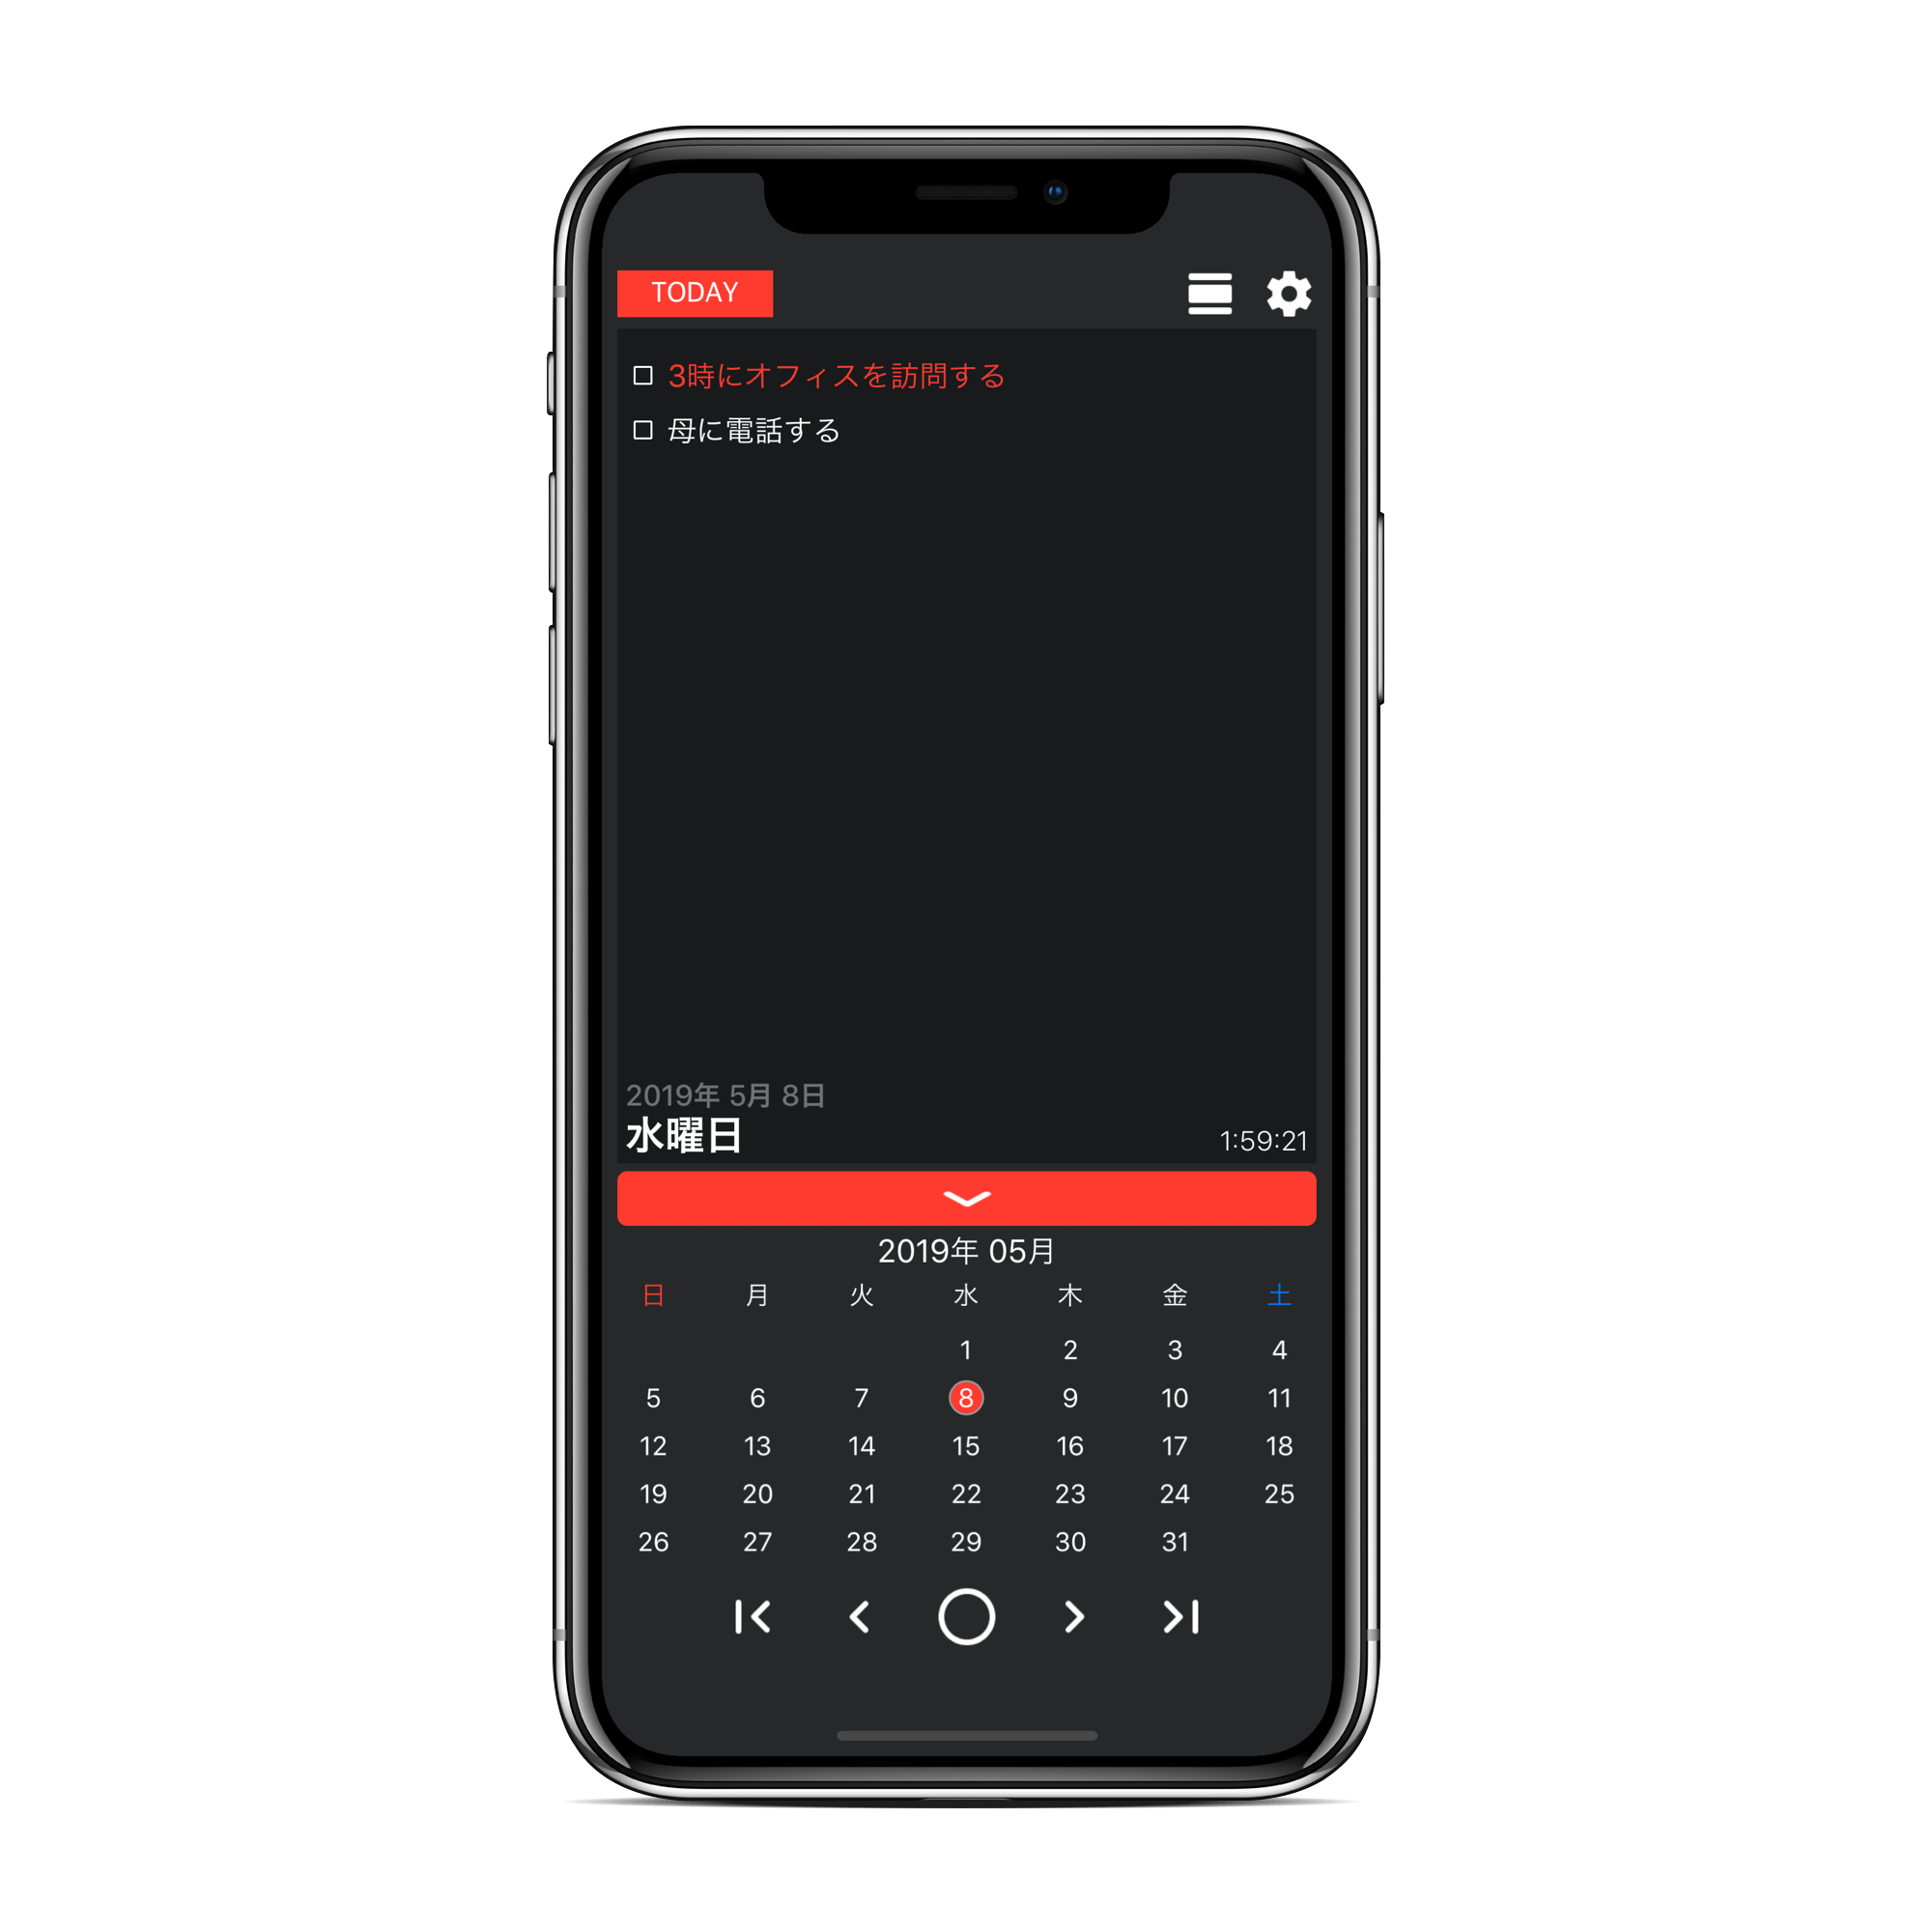 TODAY
3時にオフィスを訪問する
母に電話する
2019年 5月 8日
水曜日
1:59:21
2019年 05月
日 月 火 水 木 金 土
1 2 3 4
5 6 7 8 9 10 11
12 13 14 15 16 17 18
19 20 21 22 23 24 25
26 27 28 29 30 31